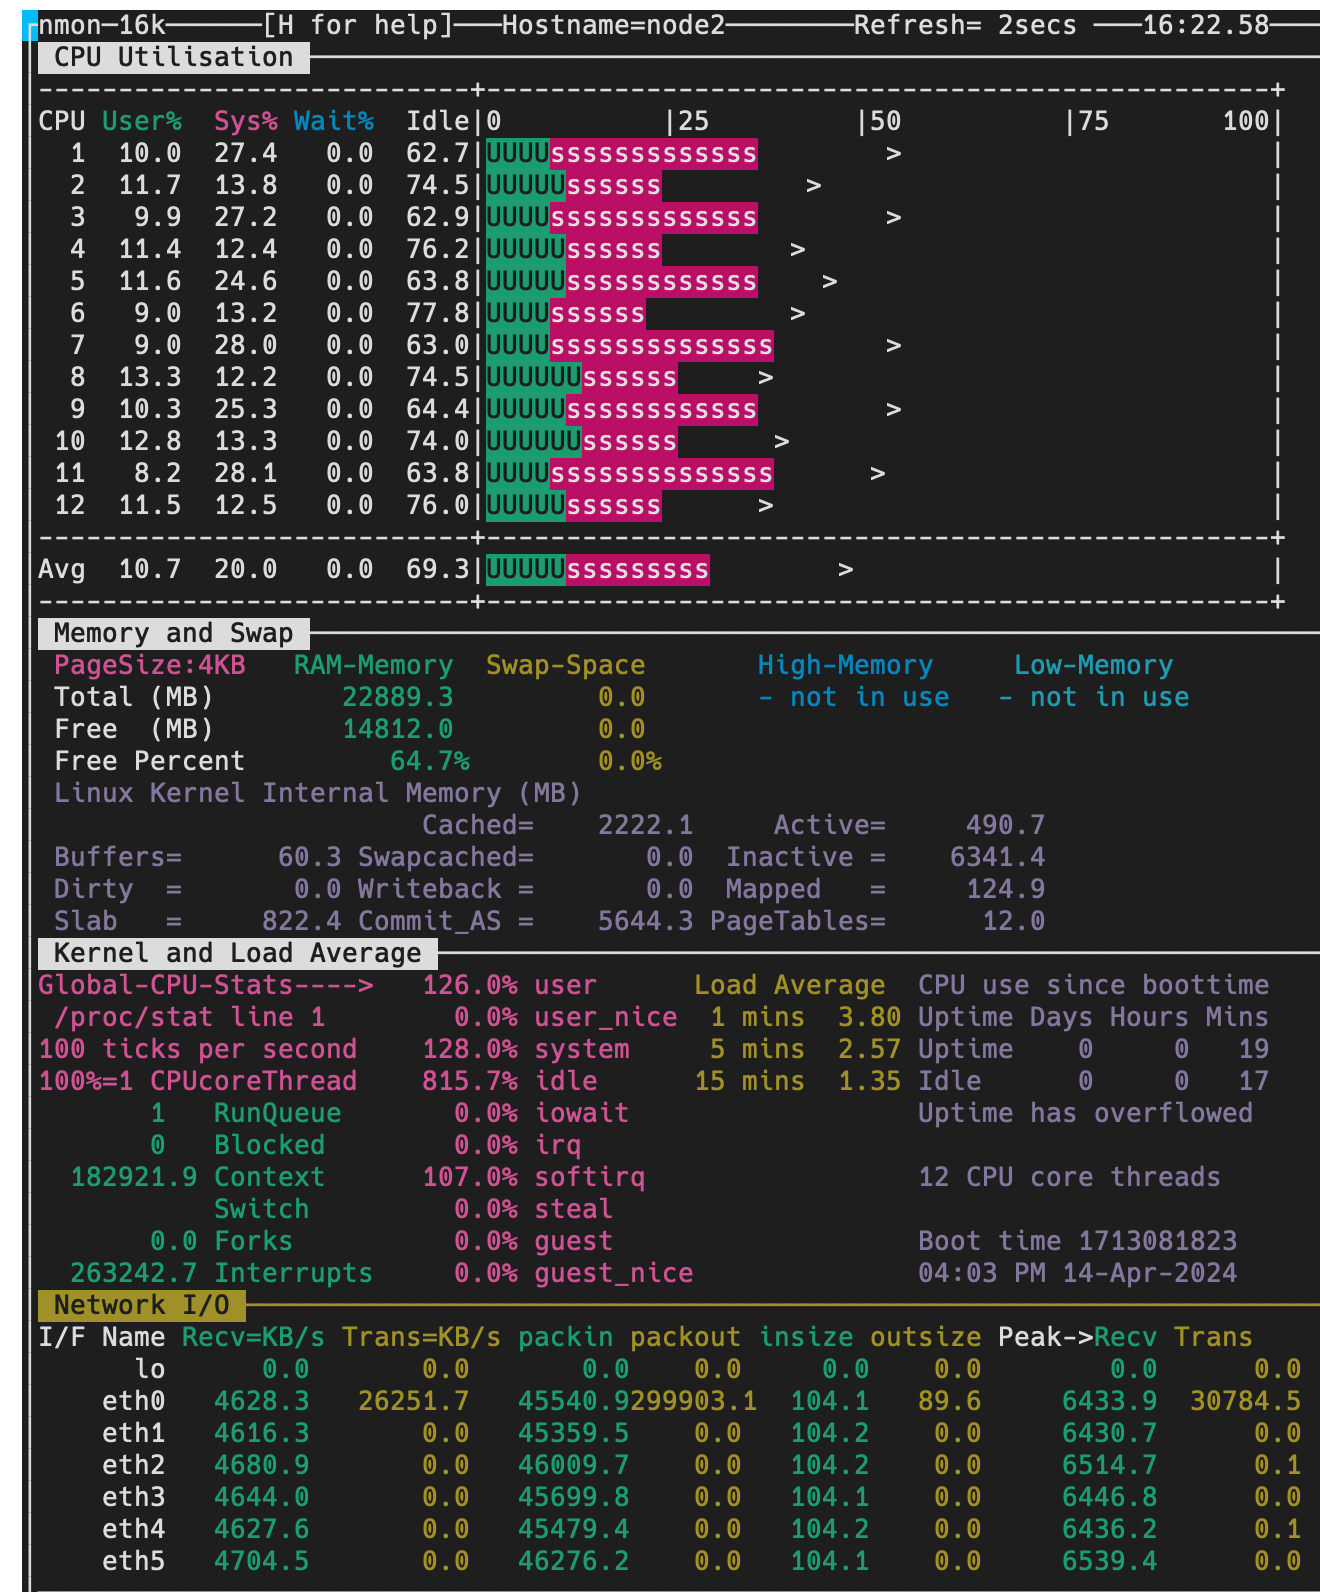 nmon─16k──────[H for help]───Hostname=node2────────Refresh= 2secs ───16:22.58───
CPU Utilisation
---------------------------+-------------------------------------------------+
CPU User%  Sys% Wait%  Idle|0          |25         |50          |75       100|
1  10.0  27.4   0.0  62.7|UUUUsssssssssssss        >                       |
2  11.7  13.8   0.0  74.5|UUUUUssssss         >                            |
3   9.9  27.2   0.0  62.9|UUUUsssssssssssss        >                       |
4  11.4  12.4   0.0  76.2|UUUUUssssss        >                             |
5  11.6  24.6   0.0  63.8|UUUUUssssssssssss    >                           |
6   9.0  13.2   0.0  77.8|UUUUssssss         >                             |
7   9.0  28.0   0.0  63.0|UUUUssssssssssssss       >                       |
8  13.3  12.2   0.0  74.5|UUUUUUssssss     >                               |
9  10.3  25.3   0.0  64.4|UUUUUssssssssssss        >                       |
10  12.8  13.3   0.0  74.0|UUUUUUssssss      >                              |
11   8.2  28.1   0.0  63.8|UUUUssssssssssssss      >                        |
12  11.5  12.5   0.0  76.0|UUUUUssssss      >                               |
---------------------------+-------------------------------------------------+
Avg  10.7  20.0   0.0  69.3|UUUUUsssssssss        >                          |
---------------------------+-------------------------------------------------+
Memory and Swap
PageSize:4KB   RAM-Memory  Swap-Space       High-Memory     Low-Memory
Total (MB)        22889.3         0.0       - not in use   - not in use
Free  (MB)        14812.0         0.0
Free Percent         64.7%        0.0%
Linux Kernel Internal Memory (MB)
Cached=    2222.1     Active=     490.7
Buffers=      60.3 Swapcached=       0.0  Inactive =    6341.4
Dirty  =       0.0 Writeback =       0.0  Mapped   =     124.9
Slab   =     822.4 Commit_AS =    5644.3 PageTables=      12.0
Kernel and Load Average
Global-CPU-Stats---->   126.0% user      Load Average  CPU use since boottime
/proc/stat line 1        0.0% user_nice  1 mins  3.80 Uptime Days Hours Mins
100 ticks per second    128.0% system     5 mins  2.57 Uptime    0     0   19
100%=1 CPUcoreThread    815.7% idle      15 mins  1.35 Idle      0     0   17
1   RunQueue       0.0% iowait                  Uptime has overflowed
0   Blocked        0.0% irq
182921.9 Context      107.0% softirq                 12 CPU core threads
Switch         0.0% steal
0.0 Forks          0.0% guest                   Boot time 1713081823
263242.7 Interrupts     0.0% guest_nice              04:03 PM 14-Apr-2024
Network I/O
I/F Name Recv=KB/s Trans=KB/s packin packout insize outsize Peak->Recv Trans
lo      0.0       0.0      0.0    0.0     0.0    0.0        0.0     0.0
eth0   4628.3   26251.7   45540.9299903.1  104.1   89.6     6433.9 30784.5
eth1   4616.3       0.0   45359.5    0.0   104.2    0.0     6430.7     0.0
eth2   4680.9       0.0   46009.7    0.0   104.2    0.0     6514.7     0.1
eth3   4644.0       0.0   45699.8    0.0   104.1    0.0     6446.8     0.0
eth4   4627.6       0.0   45479.4    0.0   104.2    0.0     6436.2     0.1
eth5   4704.5       0.0   46276.2    0.0   104.1    0.0     6539.4     0.0